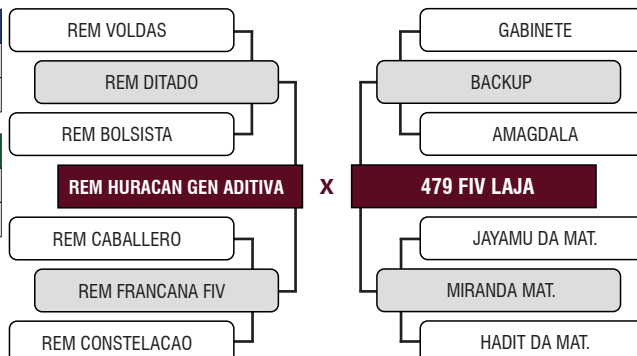 REM VOLDAS
GABINETE
REM DITADO
BACKUP
REM BOLSISTA
AMAGDALA
REM HURACAN GEN ADITIVA X 479 FIV LAJA
REM CABALLERO
JAYAMU DA MAT.
REM FRANCANA FIV
MIRANDA MAT.
REM CONSTELACAO
HADIT DA MAT.